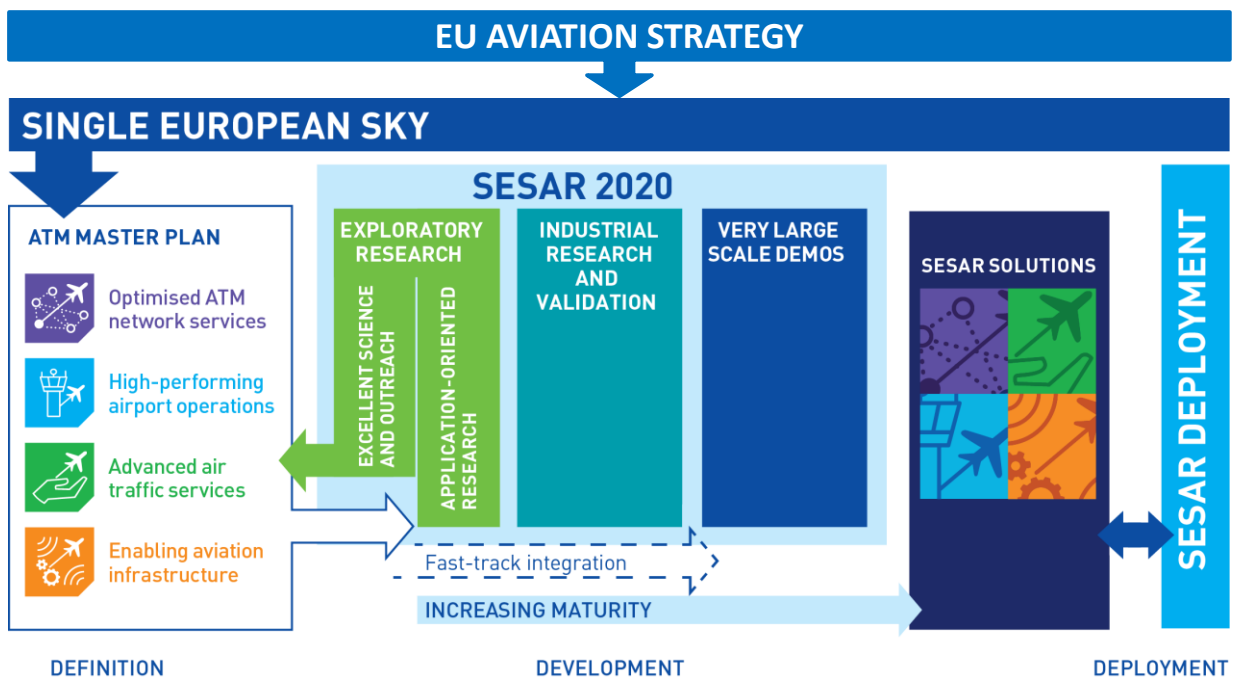 EU AVIATION STRATEGY
SINGLE EUROPEAN SKY
ATM MASTER PLAN
Optimised ATM
network services
High-performing
airport operations
Advanced air
traffic services
Enabling aviation
infrastructure
SESAR 2020
EXPLORATORY
RESEARCH
EXCELLENT SCIENCE
AND OUTREACH
APPLICATION-ORIENTED
RESEARCH
INDUSTRIAL
RESEARCH
AND
VALIDATION
VERY LARGE
SCALE DEMOS
Fast-track integration
INCREASING MATURITY
SESAR SOLUTIONS
SESAR DEPLOYMENT
DEFINITION
DEVELOPMENT
DEPLOYMENT